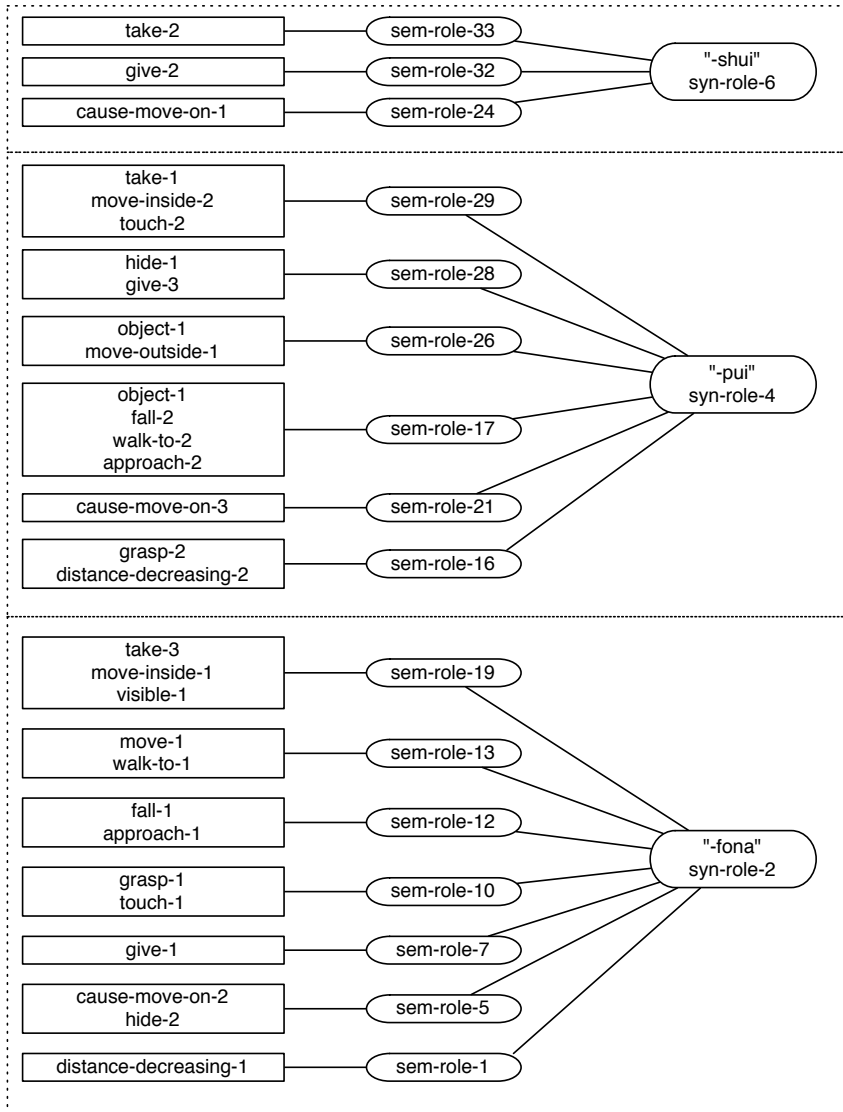 take-2
sem-role-33
give-2
sem-role-32
cause-move-on-1
sem-role-24
"-shui"
syn-role-6
take-1
move-inside-2
touch-2
sem-role-29
hide-1
give-3
sem-role-28
object-1
move-outside-1
sem-role-26
object-1
fall-2
walk-to-2
approach-2
sem-role-17
cause-move-on-3
sem-role-21
grasp-2
distance-decreasing-2
sem-role-16
"-pui"
syn-role-4
take-3
move-inside-1
visible-1
sem-role-19
move-1
walk-to-1
sem-role-13
fall-1
approach-1
sem-role-12
grasp-1
touch-1
sem-role-10
give-1
sem-role-7
cause-move-on-2
hide-2
sem-role-5
distance-decreasing-1
sem-role-1
"-fona"
syn-role-2